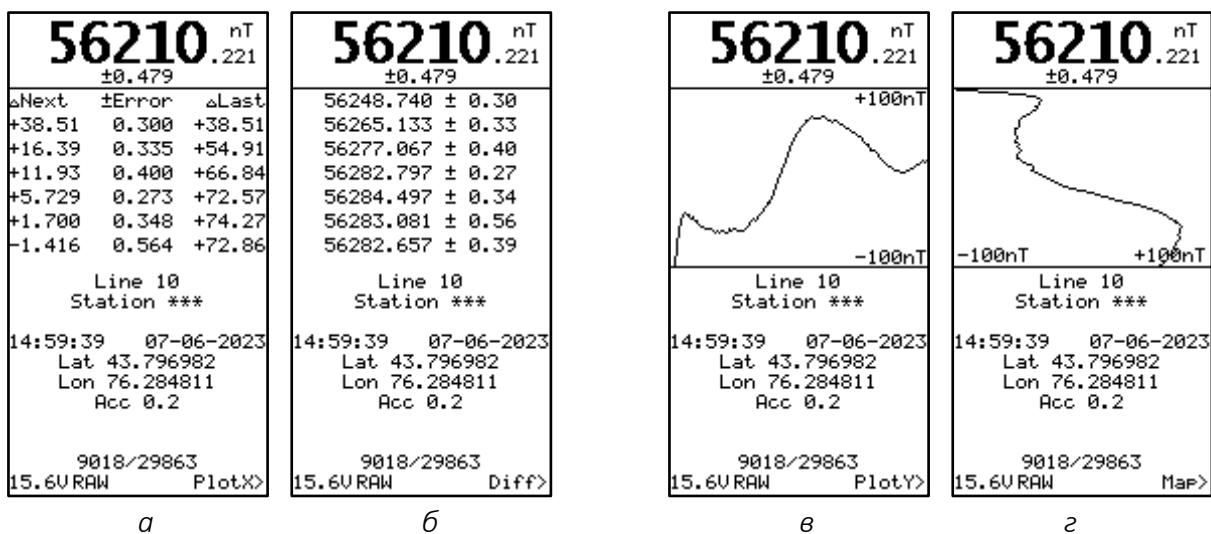 56210.221 nT
±0.479
△Next ±Error △Last
+38.51 0.300 +38.51
+16.39 0.335 +54.91
+11.93 0.400 +66.84
+5.729 0.273 +72.57
+1.700 0.348 +74.27
-1.416 0.564 +72.86
Line 10
Station ***
14:59:39 07-06-2023
Lat 43.796982
Lon 76.284811
Acc 0.2
9018/29863
15.6V RAW PlotX>
а
56210.221 nT
±0.479
56248.740 ± 0.30
56265.133 ± 0.33
56277.067 ± 0.40
56282.797 ± 0.27
56284.497 ± 0.34
56283.081 ± 0.56
56282.657 ± 0.39
Line 10
Station ***
14:59:39 07-06-2023
Lat 43.796982
Lon 76.284811
Acc 0.2
9018/29863
15.6V RAW Diff>
б
56210.221 nT
±0.479
+100nT
-100nT
Line 10
Station ***
14:59:39 07-06-2023
Lat 43.796982
Lon 76.284811
Acc 0.2
9018/29863
15.6V RAW PlotY>
в
56210.221 nT
±0.479
-100nT +100nT
Line 10
Station ***
14:59:39 07-06-2023
Lat 43.796982
Lon 76.284811
Acc 0.2
9018/29863
15.6V RAW Map>
г